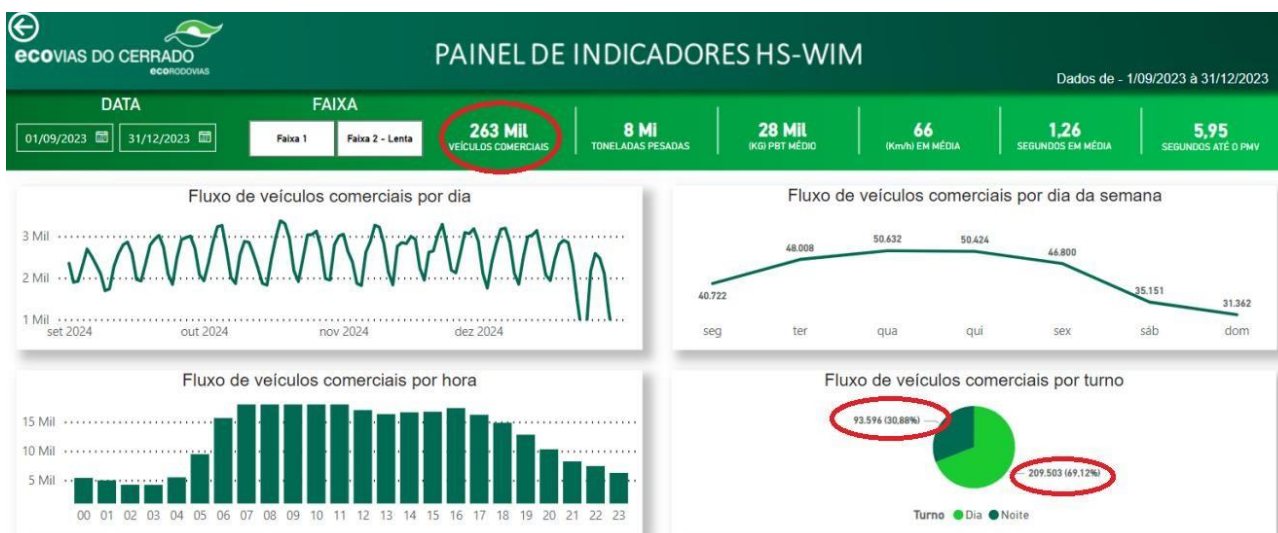 ecoVIAS DO CERRADO
ecoRODOVIAS
PAINEL DE INDICADORES HS-WIM
Dados de - 1/09/2023 à 31/12/2023
DATA
FAIXA
01/09/2023
31/12/2023
Faixa 1
Faixa 2 - Lenta
263 Mil
VEÍCULOS COMERCIAIS
8 Mi
TONELADAS PESADAS
28 Mil
(KG) PBT MÉDIO
66
(Km/h) EM MÉDIA
1,26
SEGUNDOS EM MÉDIA
5,95
SEGUNDOS ATÉ O PMV
Fluxo de veículos comerciais por dia
3 Mil
2 Mil
1 Mil
set 2024
out 2024
nov 2024
dez 2024
Fluxo de veículos comerciais por dia da semana
40.722
48.008
50.632
50.424
46.800
35.151
31.362
seg
ter
qua
qui
sex
sáb
dom
Fluxo de veículos comerciais por hora
15 Mil
10 Mil
5 Mil
00 01 02 03 04 05 06 07 08 09 10 11 12 13 14 15 16 17 18 19 20 21 22 23
Fluxo de veículos comerciais por turno
93.596 (30,88%)
209.503 (69,12%)
Turno Dia Noite